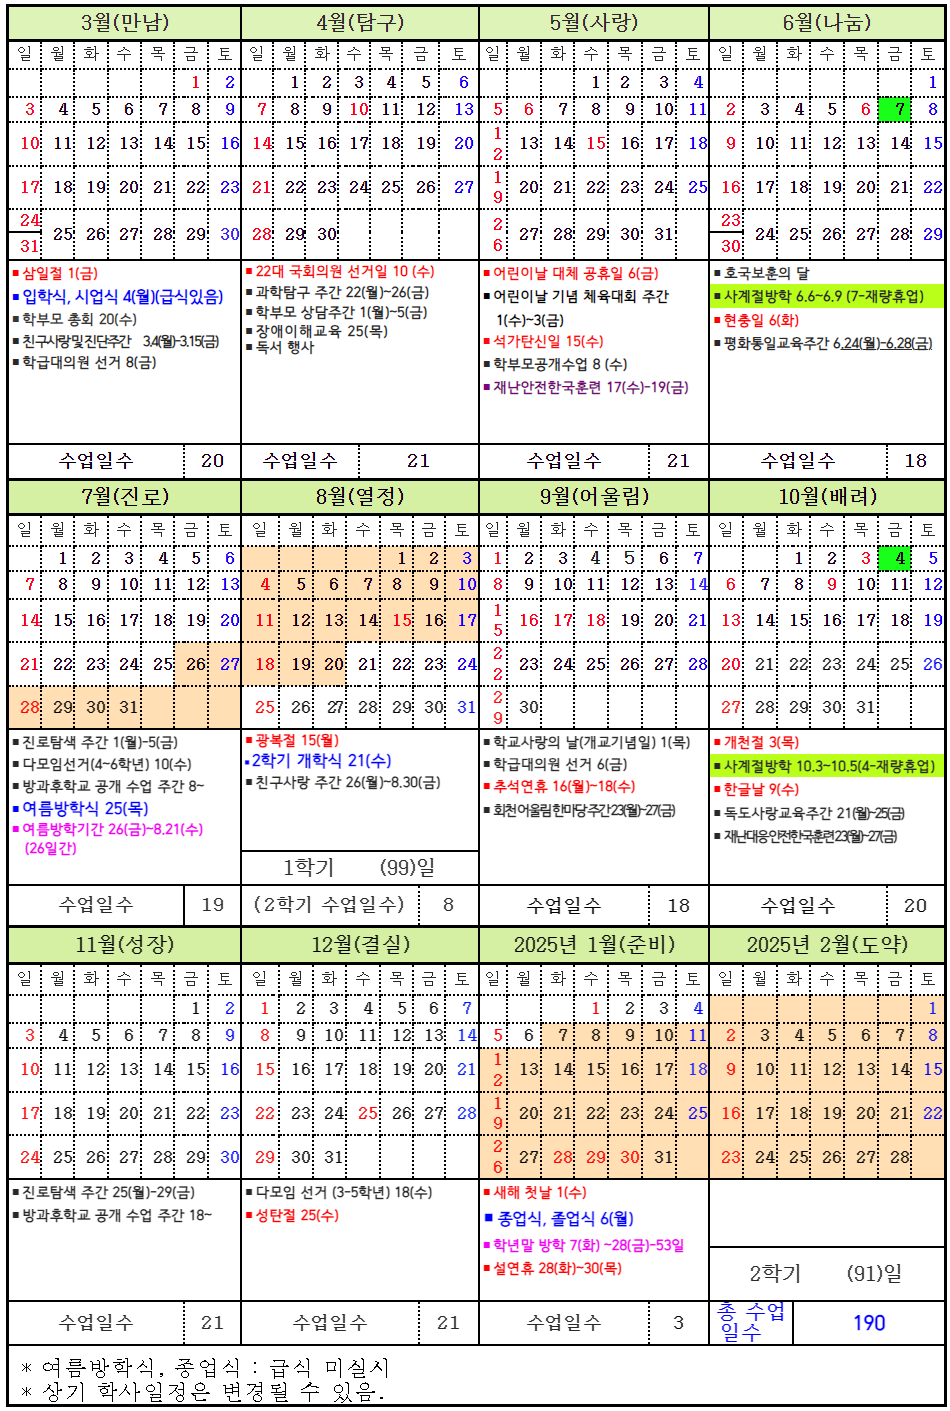 3월(만남) 4월(탐구) 5월(사랑) 6월(나눔)
일 월 화 수 목 금 토 일 월 화 수 목 금 토 일 월 화 수 목 금 토 일 월 화 수 목 금 토
1 2 1 2 3 4 5 6 1 2 3 4 1
3 4 5 6 7 8 9 7 8 9 10 11 12 13 5 6 7 8 9 10 11 2 3 4 5 6 7 8
10 11 12 13 14 15 16 14 15 16 17 18 19 20 12 13 14 15 16 17 18 9 10 11 12 13 14 15
17 18 19 20 21 22 23 21 22 23 24 25 26 27 19 20 21 22 23 24 25 16 17 18 19 20 21 22
24 31 25 26 27 28 29 30 28 29 30 26 27 28 29 30 31 23 30 24 25 26 27 28 29
■ 삼일절 1(금)
■ 입학식, 시업식 4(월)(급식있음)
■ 학부모 총회 20(수)
■ 친구사랑 및 진단주간 3.4(월)-3.15(금)
■ 학급대의원 선거 8(금)
■ 22대 국회의원 선거일 10 (수)
■ 과학탐구 주간 22(월)~26(금)
■ 학부모 상담주간 1(월)~5(금)
■ 장애이해교육 25(목)
■ 독서 행사
■ 어린이날 대체 공휴일 6(금)
■ 어린이날 기념 체육대회 주간
1(수)~3(금)
■ 석가탄신일 15(수)
■ 학부모공개수업 8 (수)
■ 재난안전한국훈련 17(수)-19(금)
■ 호국보훈의 달
■ 사계절방학 6.6~6.9 (7-재량휴업)
■ 현충일 6(화)
■ 평화통일교육주간 6.24(월)~6.28(금)
수업일수 20 수업일수 21 수업일수 21 수업일수 18
7월(진로) 8월(열정) 9월(어울림) 10월(배려)
일 월 화 수 목 금 토 일 월 화 수 목 금 토 일 월 화 수 목 금 토 일 월 화 수 목 금 토
1 2 3 4 5 6 1 2 3 1 2 3 4 5 6 7 1 2 3 4 5
7 8 9 10 11 12 13 4 5 6 7 8 9 10 8 9 10 11 12 13 14 6 7 8 9 10 11 12
14 15 16 17 18 19 20 11 12 13 14 15 16 17 15 16 17 18 19 20 21 13 14 15 16 17 18 19
21 22 23 24 25 26 27 18 19 20 21 22 23 24 22 23 24 25 26 27 28 20 21 22 23 24 25 26
28 29 30 31 25 26 27 28 29 30 31 29 30 27 28 29 30 31
■ 진로탐색 주간 1(월)-5(금)
■ 다모임선거(4~6학년) 10(수)
■ 방과후학교 공개 수업 주간 8~
■ 여름방학식 25(목)
■ 여름방학기간 26(금)~8.21(수)
(26일간)
■ 광복절 15(월)
■ 2학기 개학식 21(수)
■ 친구사랑 주간 26(월)~8.30(금)
1학기 (99)일
■ 학교사랑의 날(개교기념일) 1(목)
■ 학급대의원 선거 6(금)
■ 추석연휴 16(월)~18(수)
■ 회천어울림한마당주간23(월)~27(금)
■ 개천절 3(목)
■ 사계절방학 10.3~10.5(4-재량휴업)
■ 한글날 9(수)
■ 독도사랑교육주간 21(월)-25(금)
■ 재난대응안전한국훈련23(월)~27(금)
수업일수 19 (2학기 수업일수) 8 수업일수 18 수업일수 20
11월(성장) 12월(결실) 2025년 1월(준비) 2025년 2월(도약)
일 월 화 수 목 금 토 일 월 화 수 목 금 토 일 월 화 수 목 금 토 일 월 화 수 목 금 토
1 2 1 2 3 4 5 6 7 1 2 3 4 1
3 4 5 6 7 8 9 8 9 10 11 12 13 14 5 6 7 8 9 10 11 2 3 4 5 6 7 8
10 11 12 13 14 15 16 15 16 17 18 19 20 21 12 13 14 15 16 17 18 9 10 11 12 13 14 15
17 18 19 20 21 22 23 22 23 24 25 26 27 28 19 20 21 22 23 24 25 16 17 18 19 20 21 22
24 25 26 27 28 29 30 29 30 31 26 27 28 29 30 31 23 24 25 26 27 28
■ 진로탐색 주간 25(월)-29(금)
■ 방과후학교 공개 수업 주간 18~
■ 다모임 선거 (3-5학년) 18(수)
■ 성탄절 25(수)
■ 새해 첫날 1(수)
■ 종업식, 졸업식 6(월)
■ 학년말 방학 7(화) ~28(금)-53일
■ 설연휴 28(화)~30(목)
2학기 (91)일
수업일수 21 수업일수 21 수업일수 3 총 수업일수 190
* 여름방학식, 종업식 : 급식 미실시
* 상기 학사일정은 변경될 수 있음.